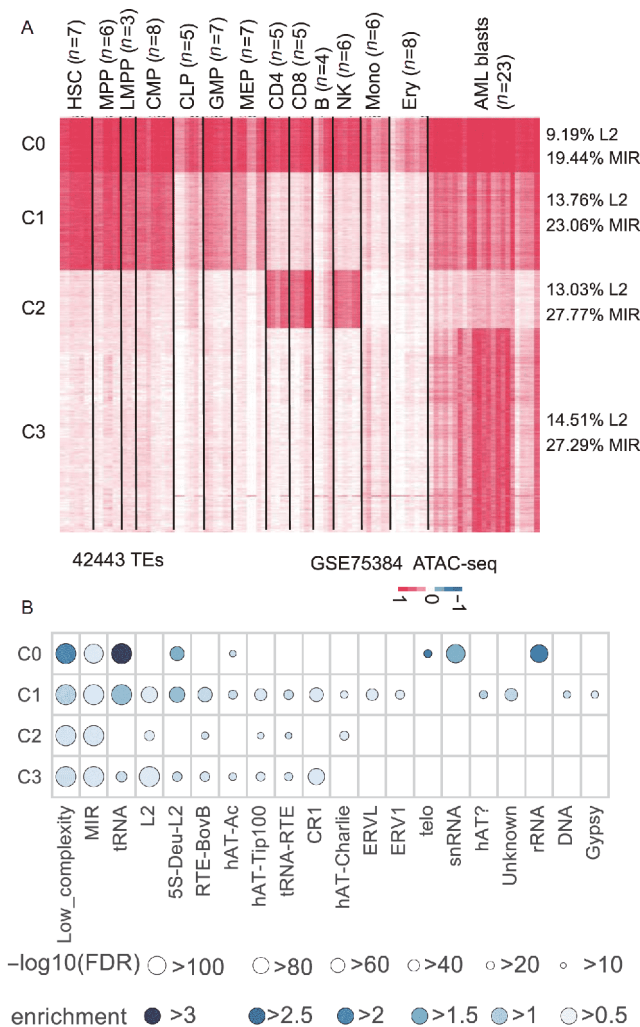 A
HSC (n=7)
MPP (n=6)
LMPP (n=3)
CMP (n=8)
CLP (n=5)
GMP (n=7)
MEP (n=7)
CD4 (n=5)
CD8 (n=5)
B (n=4)
NK (n=6)
Mono (n=6)
Ery (n=8)
AML blasts
(n=23)
C0
9.19% L2
19.44% MIR
C1
13.76% L2
23.06% MIR
C2
13.03% L2
27.77% MIR
C3
14.51% L2
27.29% MIR
42443 TEs
GSE75384 ATAC-seq
1 0 -1
B
C0
C1
C2
C3
Low_complexity
MIR
tRNA
L2
5S-Deu-L2
RTE-BovB
hAT-Ac
hAT-Tip100
tRNA-RTE
CR1
hAT-Charlie
ERVL
ERV1
telo
snRNA
hAT?
Unknown
rRNA
DNA
Gypsy
−log10(FDR) >100 >80 >60 >40 >20 >10
enrichment >3 >2.5 >2 >1.5 >1 >0.5